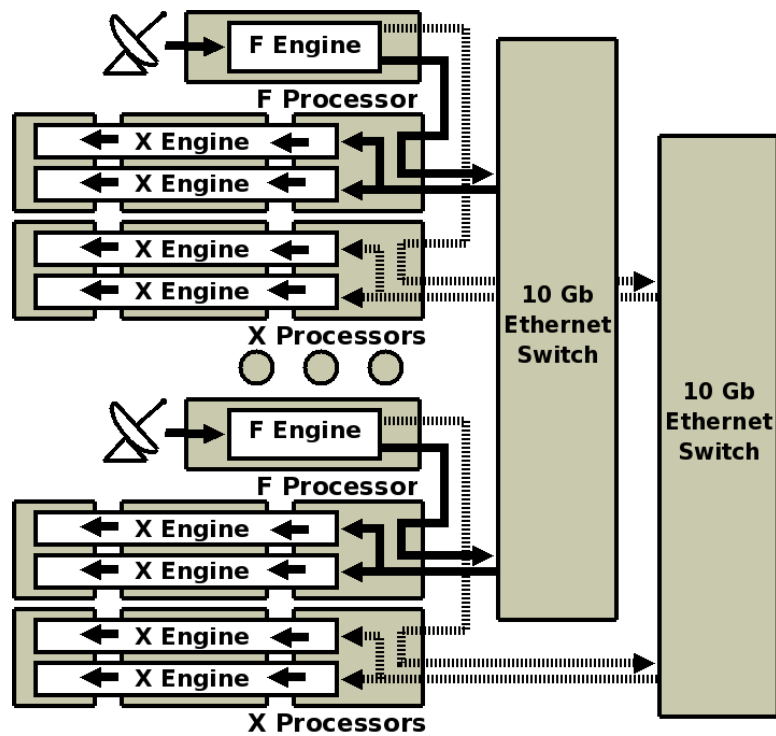 F Engine
F Processor
X Engine
X Engine
X Engine
X Engine
X Processors
10 Gb
Ethernet
Switch
10 Gb
Ethernet
Switch
F Engine
F Processor
X Engine
X Engine
X Engine
X Engine
X Processors